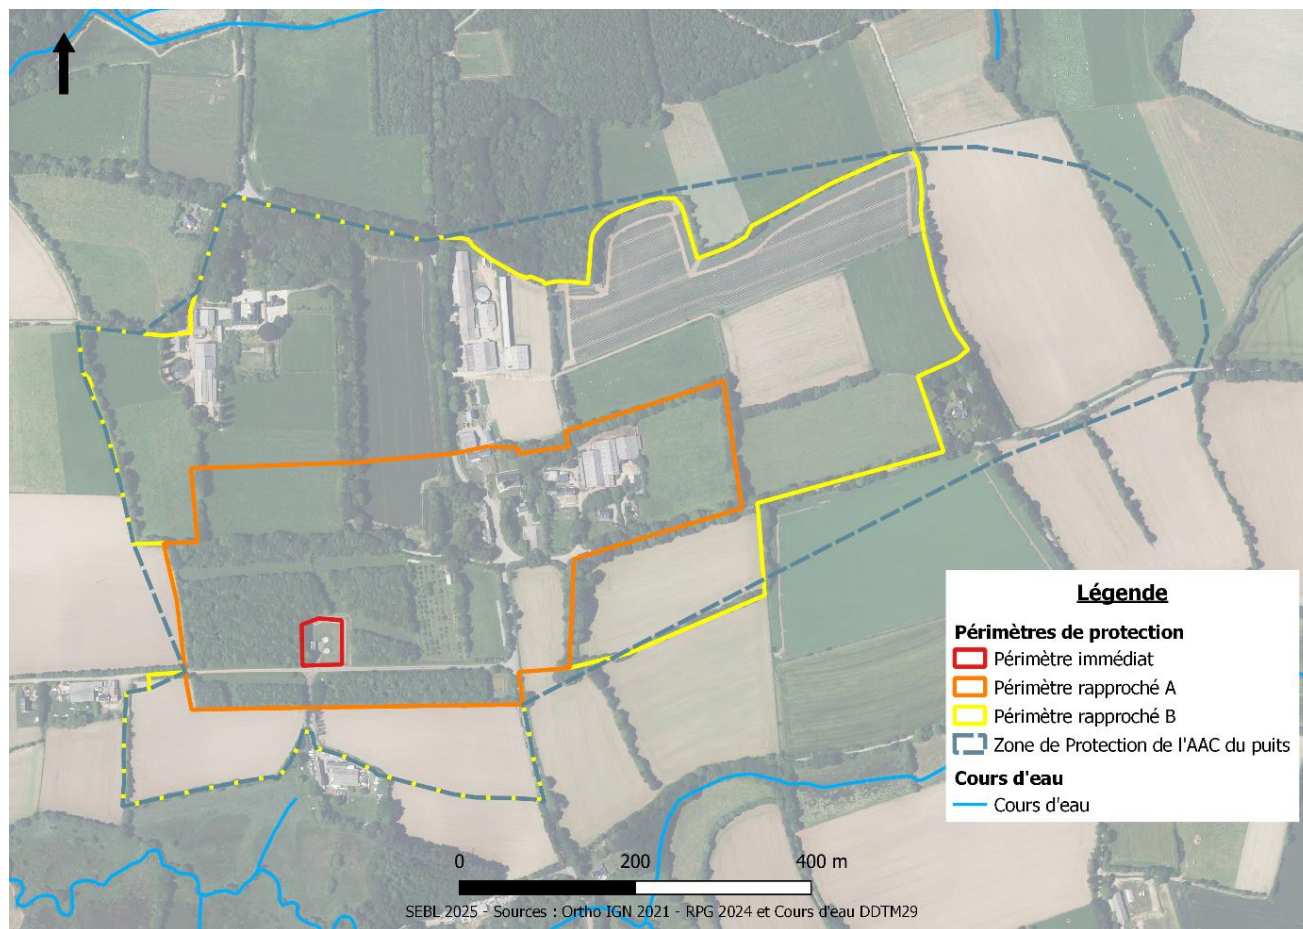 Légende
Périmètres de protection
Périmètre immédiat
Périmètre rapproché A
Périmètre rapproché B
Zone de Protection de l'AAC du puits
Cours d'eau
Cours d'eau
0 200 400 m
SEBL 2025 - Sources : Ortho IGN 2021 - RPG 2024 et Cours d'eau DDTM29